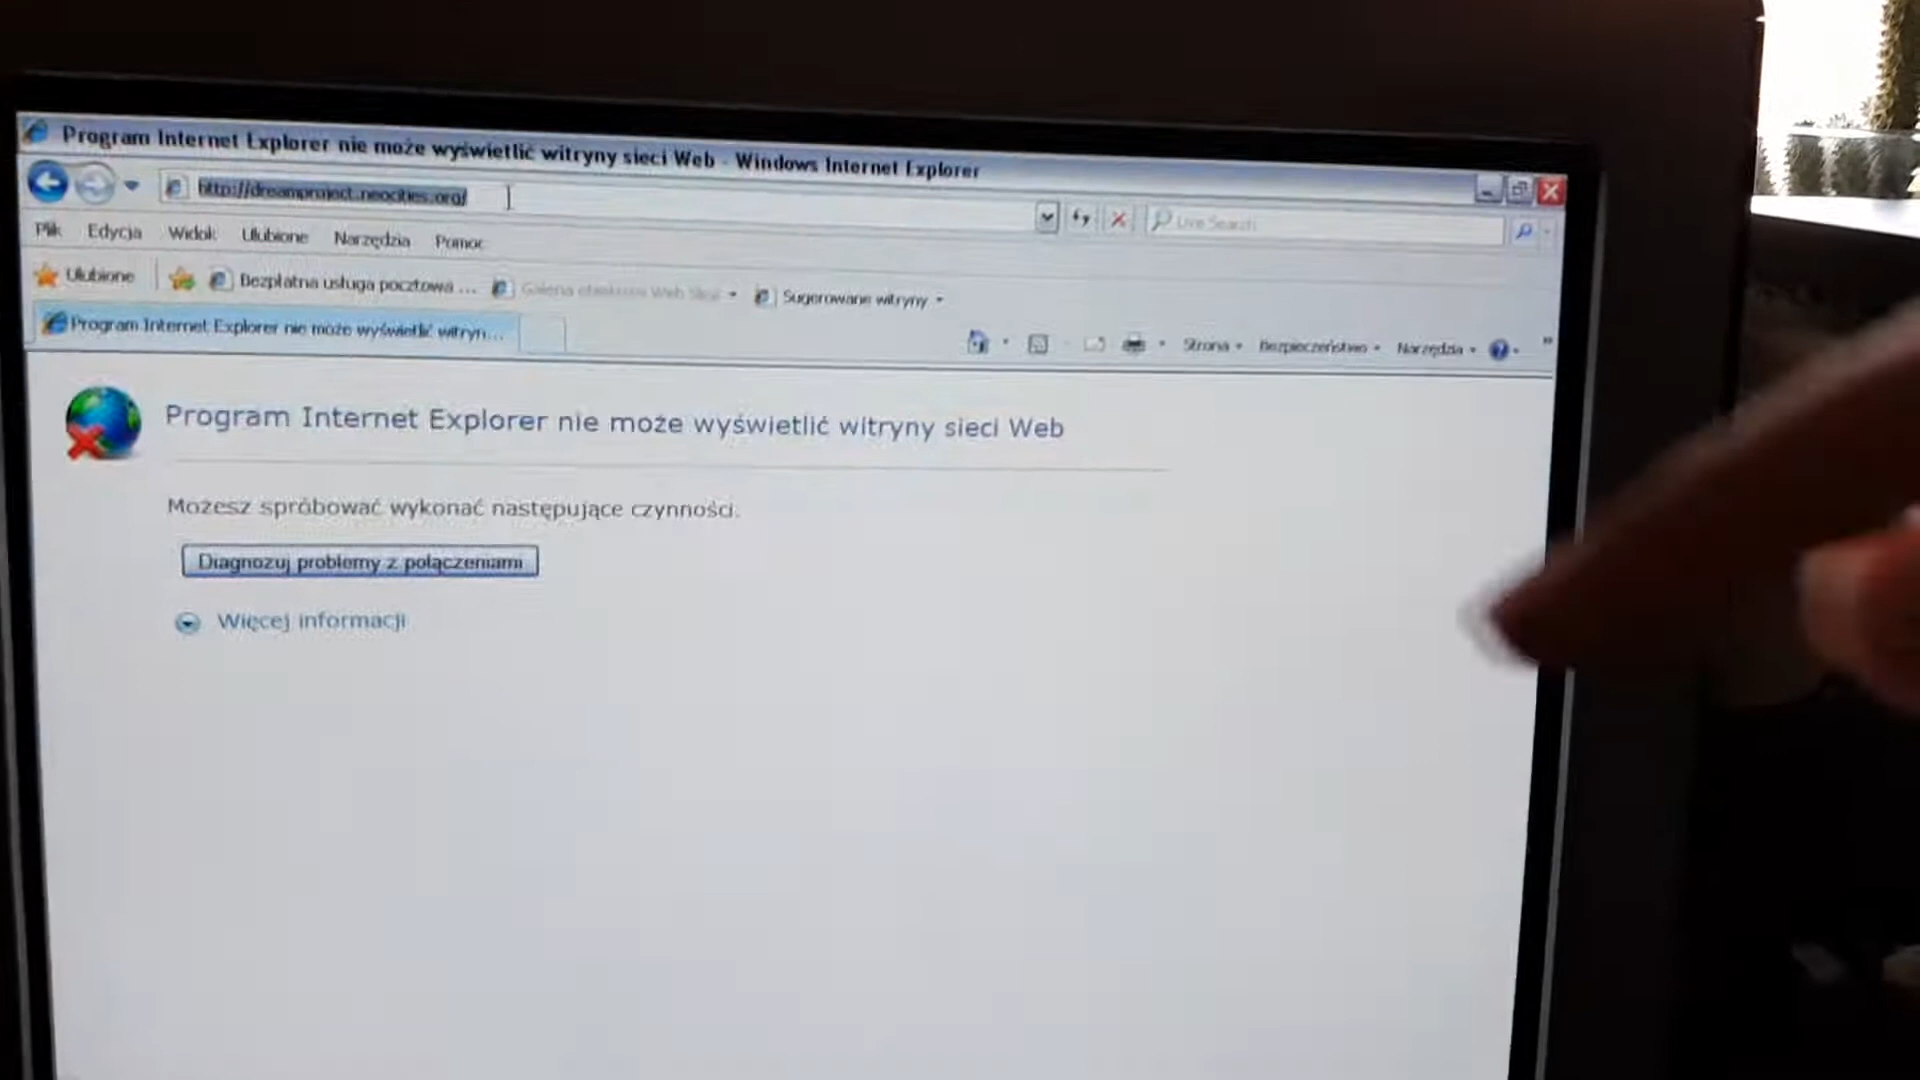 Program Internet Explorer nie może wyświetlić witryny sieci Web - Windows Internet Explorer
http://dreamproject.neocities.org/
Live Search
Plik Edycja Widok Ulubione Narzędzia Pomoc
Ulubione Bezpłatna usługa pocztowa ... Sugerowane witryny
Program Internet Explorer nie może wyświetlić witryn...
Strona Bezpieczeństwo Narzędzia
Program Internet Explorer nie może wyświetlić witryny sieci Web
Możesz spróbować wykonać następujące czynności.
Diagnozuj problemy z połączeniami
Więcej informacji